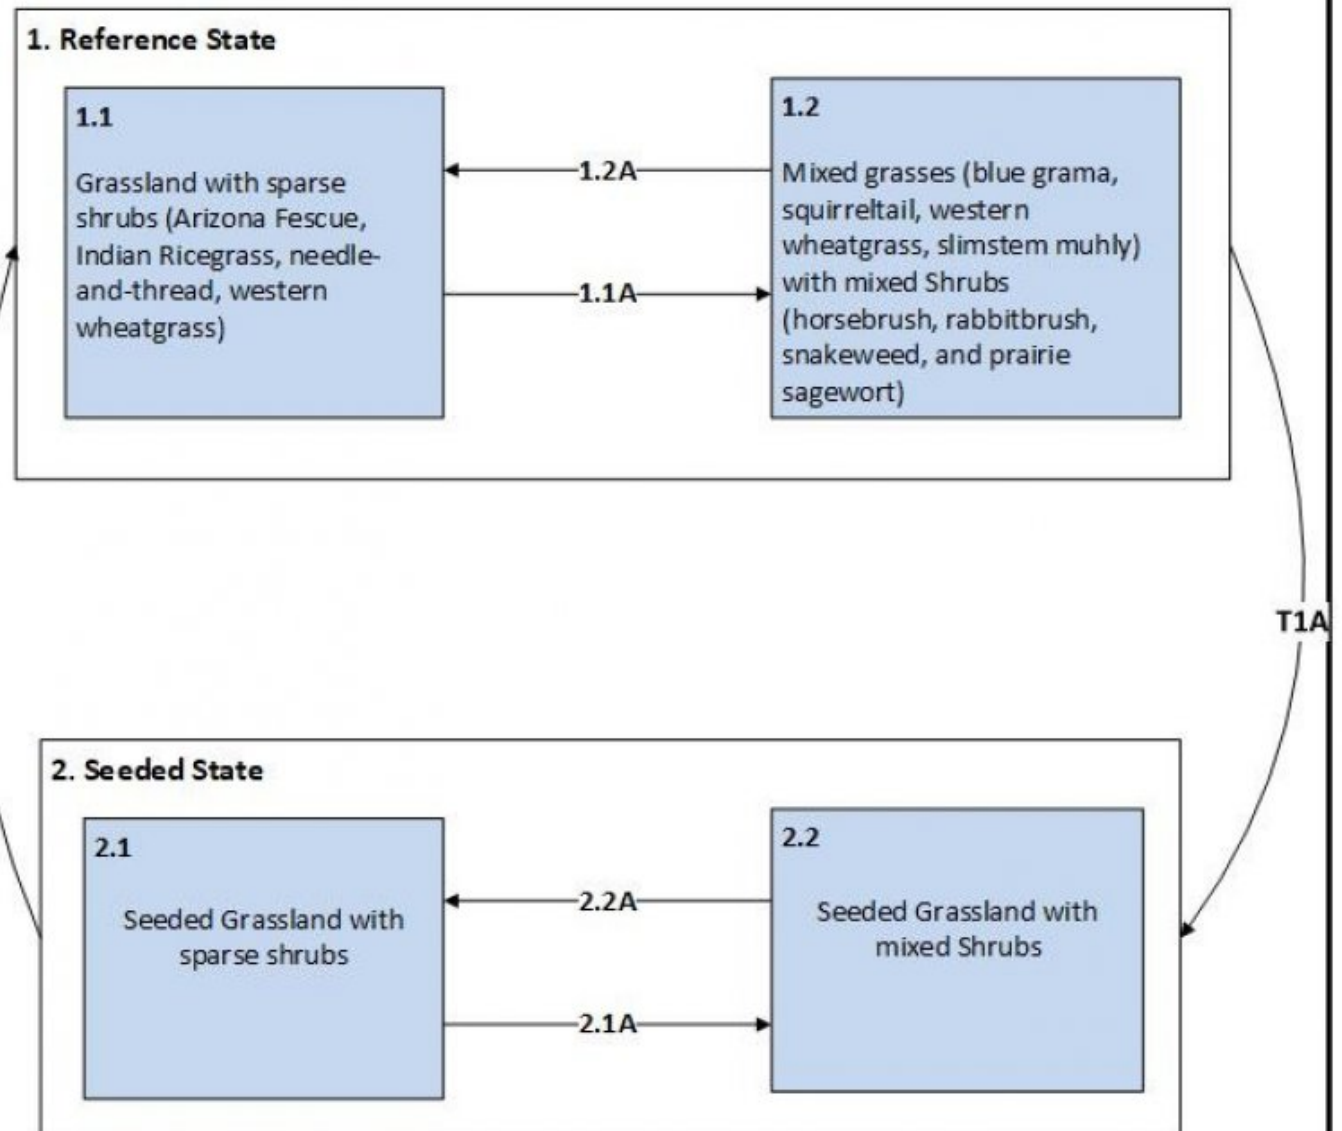 1. Reference State
1.1
Grassland with sparse
shrubs (Arizona Fescue,
Indian Ricegrass, needle-
and-thread, western
wheatgrass)
1.2A
1.1A
1.2
Mixed grasses (blue grama,
squirreltail, western
wheatgrass, slimstem muhly)
with mixed Shrubs
(horsebrush, rabbitbrush,
snakeweed, and prairie
sagewort)
T1A
2. Seeded State
2.1
Seeded Grassland with
sparse shrubs
2.2A
2.1A
2.2
Seeded Grassland with
mixed Shrubs